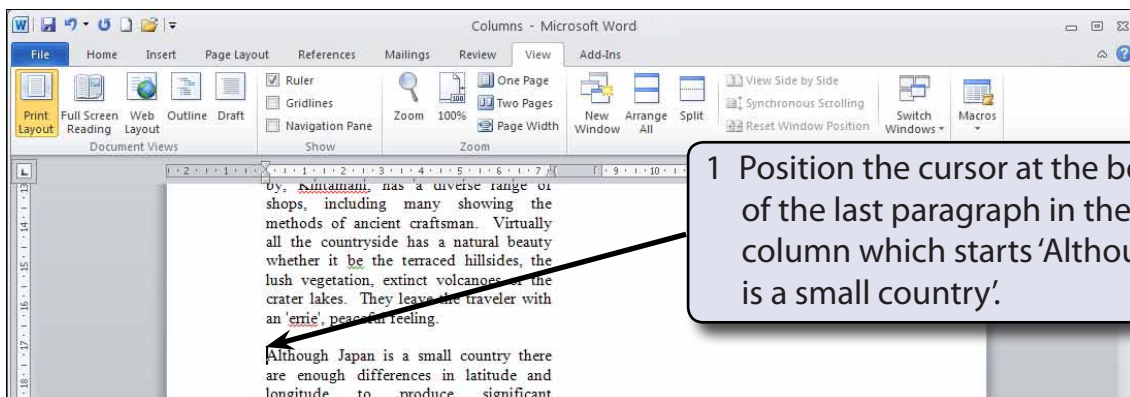 Columns - Microsoft Word
File Home Insert Page Layout References Mailings Review View Add-Ins
Print Layout
Full Screen Reading
Web Layout
Outline
Draft
Document Views
Ruler
Gridlines
Navigation Pane
Show
Zoom
100%
One Page
Two Pages
Page Width
Zoom
New Window
Arrange All
Split
View Side by Side
Synchronous Scrolling
Reset Window Position
Switch Windows
Macros
by, Kintamani, has a diverse range of
shops, including many showing the
methods of ancient craftsman. Virtually
all the countryside has a natural beauty
whether it be the terraced hillsides, the
lush vegetation, extinct volcanoes or the
crater lakes. They leave the traveler with
an 'errie', peaceful feeling.
Although Japan is a small country there
are enough differences in latitude and
longitude to produce significant
1 Position the cursor at the
of the last paragraph in the
column which starts 'Althou
is a small country'.